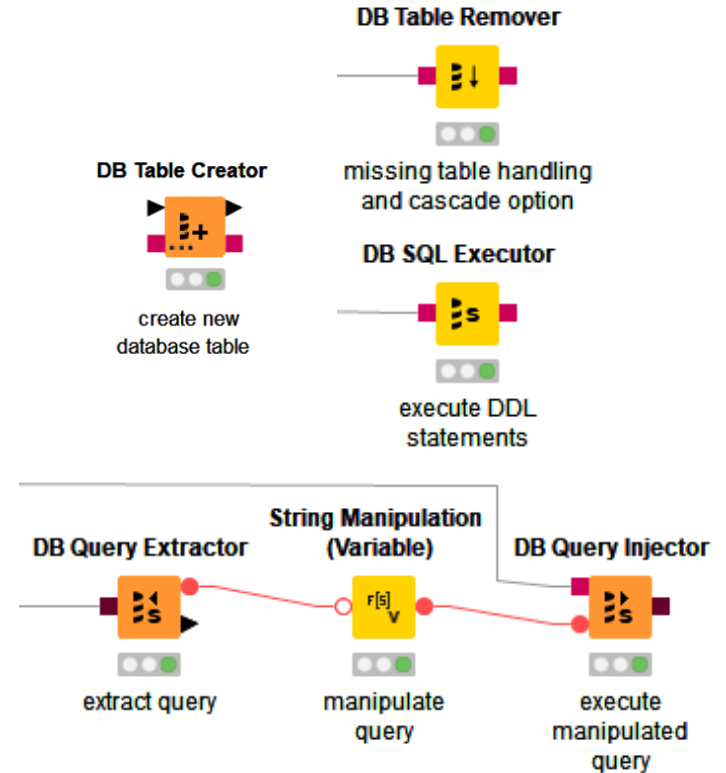 DB Table Remover
missing table handling
and cascade option
DB Table Creator
create new
database table
DB SQL Executor
S
execute DDL
statements
DB Query Extractor
S
extract query
String Manipulation
(Variable)
F[s]
V
manipulate
query
DB Query Injector
S
execute
manipulated
query